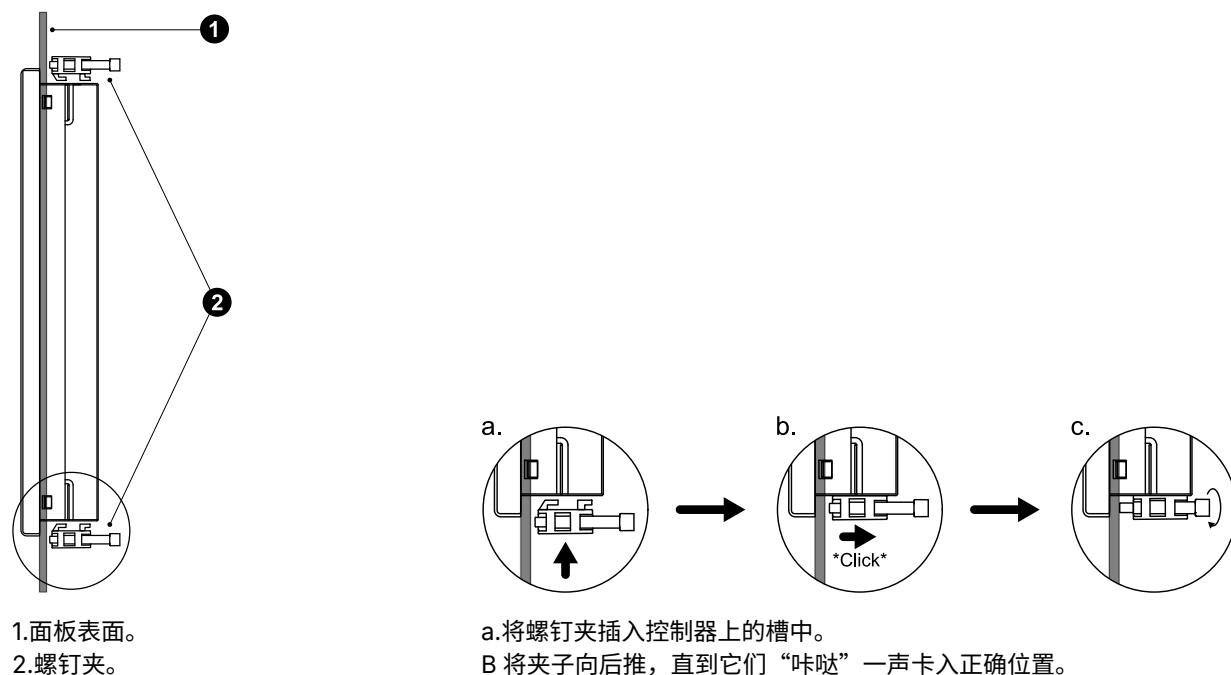 1
2
a.
b.
c.
*Click*
1.面板表面。
2.螺钉夹。
a.将螺钉夹插入控制器上的槽中。
B 将夹子向后推，直到它们“咔哒”一声卡入正确位置。